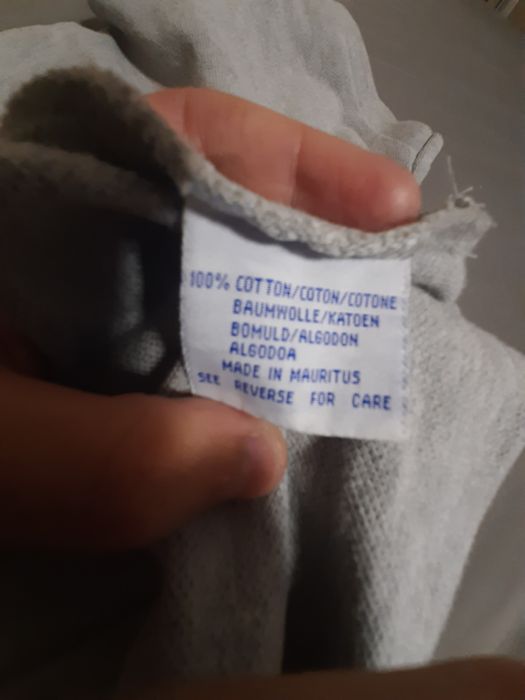 100% COTTON/COTON/COTONE
BAUMWOLLE/KATOEN
BOMULD/ALGODON
ALGODOA
MADE IN MAURITUS
SEE REVERSE FOR CARE